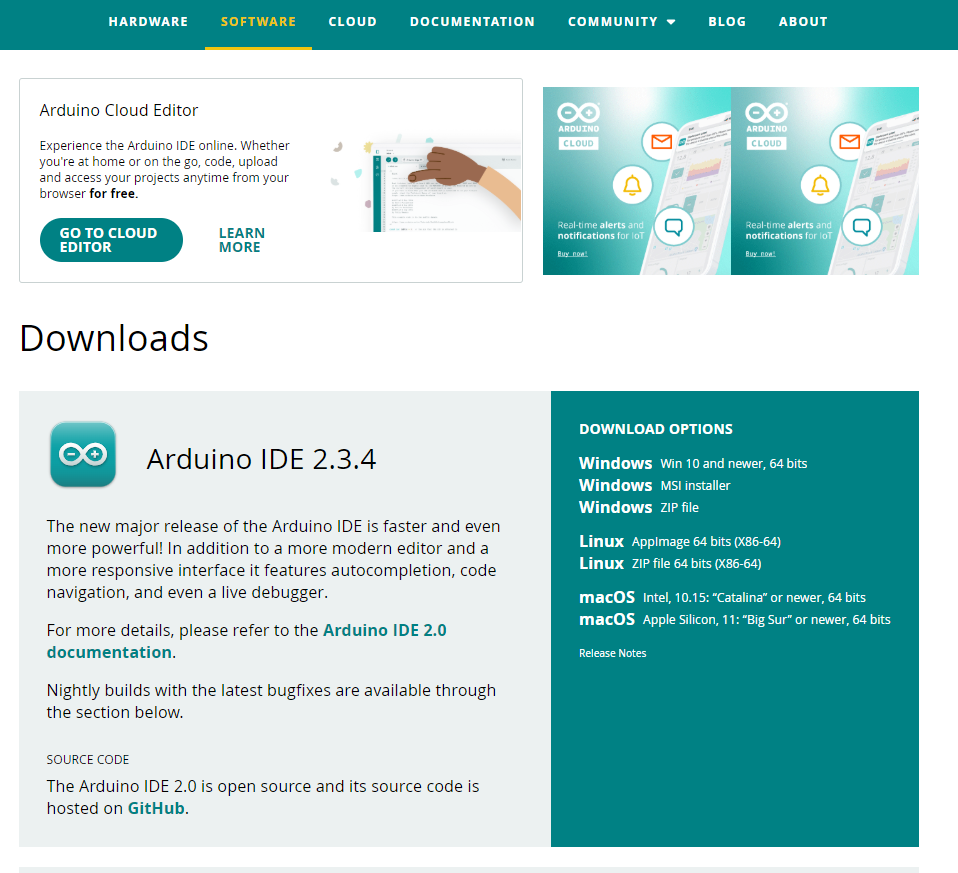 HARDWARE SOFTWARE CLOUD DOCUMENTATION COMMUNITY BLOG ABOUT
Arduino Cloud Editor
Experience the Arduino IDE online. Whether
you're at home or on the go, code, upload
and access your projects anytime from your
browser for free.
GO TO CLOUD
EDITOR
LEARN
MORE
ARDUINO
CLOUD
Real-time alerts and
notifications for IoT
Buy now!
ARDUINO
CLOUD
Real-time alerts and
notifications for IoT
Buy now!
Downloads
Arduino IDE 2.3.4
The new major release of the Arduino IDE is faster and even
more powerful! In addition to a more modern editor and a
more responsive interface it features autocompletion, code
navigation, and even a live debugger.
For more details, please refer to the Arduino IDE 2.0
documentation.
Nightly builds with the latest bugfixes are available through
the section below.
SOURCE CODE
The Arduino IDE 2.0 is open source and its source code is
hosted on GitHub.
DOWNLOAD OPTIONS
Windows Win 10 and newer, 64 bits
Windows MSI installer
Windows ZIP file
Linux AppImage 64 bits (X86-64)
Linux ZIP file 64 bits (X86-64)
macOS Intel, 10.15: “Catalina” or newer, 64 bits
macOS Apple Silicon, 11: “Big Sur” or newer, 64 bits
Release Notes